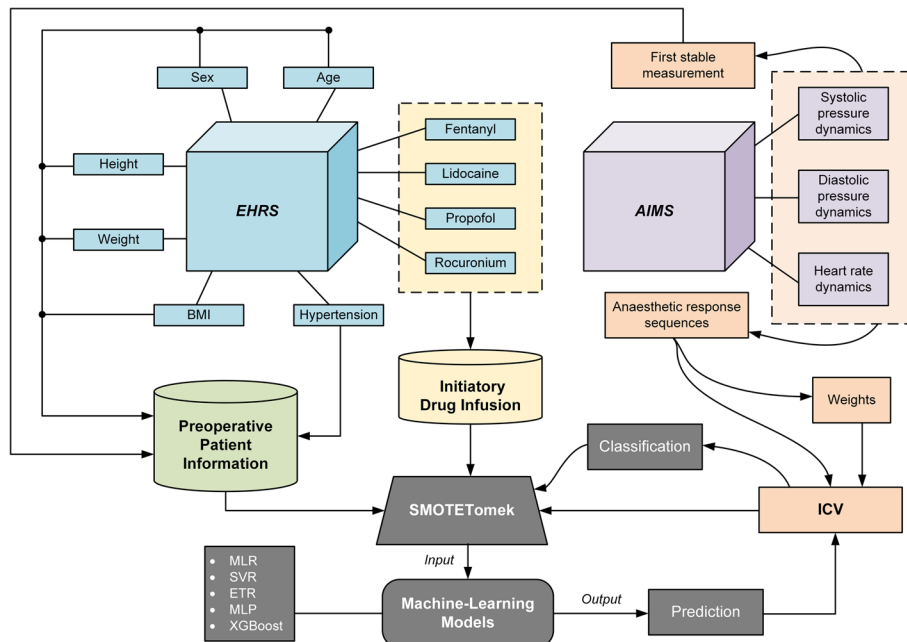 Sex
Age
First stable
measurement
Fentanyl
Systolic
pressure
dynamics
Height
Lidocaine
EHRS
AIMS
Diastolic
pressure
dynamics
Propofol
Weight
Rocuronium
Heart rate
dynamics
BMI
Hypertension
Anaesthetic response
sequences
Initiatory
Drug Infusion
Weights
Preoperative
Patient
Information
Classification
SMOTETomek
ICV
Input
• MLR
• SVR
• ETR
• MLP
• XGBoost
Machine-Learning
Models
Output
Prediction